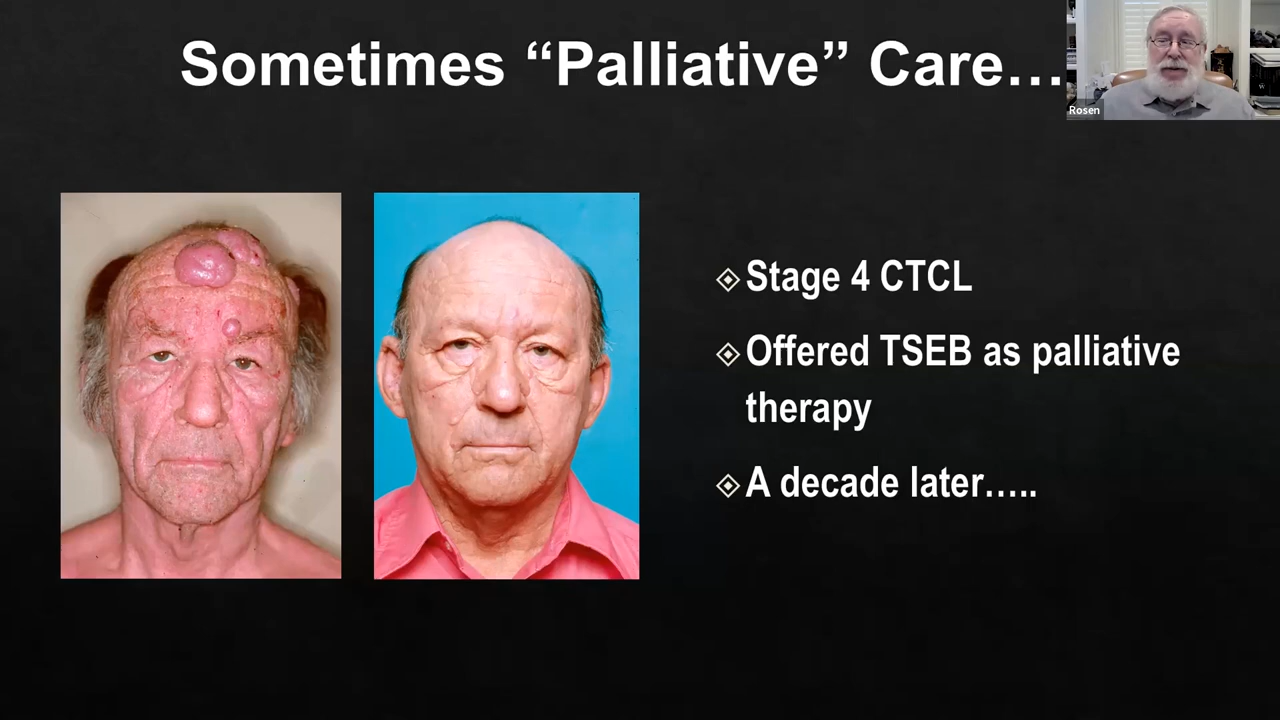 Sometimes “Palliative” Care…
Rosen
Stage 4 CTCL
Offered TSEB as palliative
therapy
A decade later…..